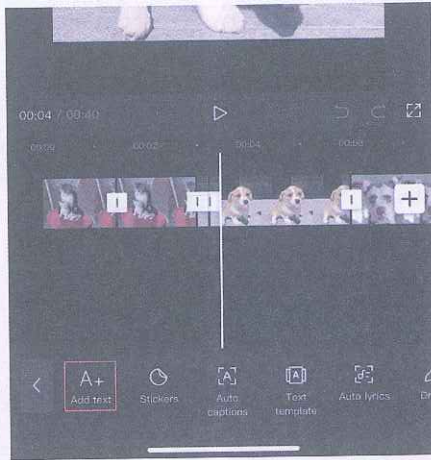 00:04 / 00:40
00:00 00:02 00:04 00:06
A+
Add text
Stickers
A
Auto captions
A
Text template
Auto lyrics